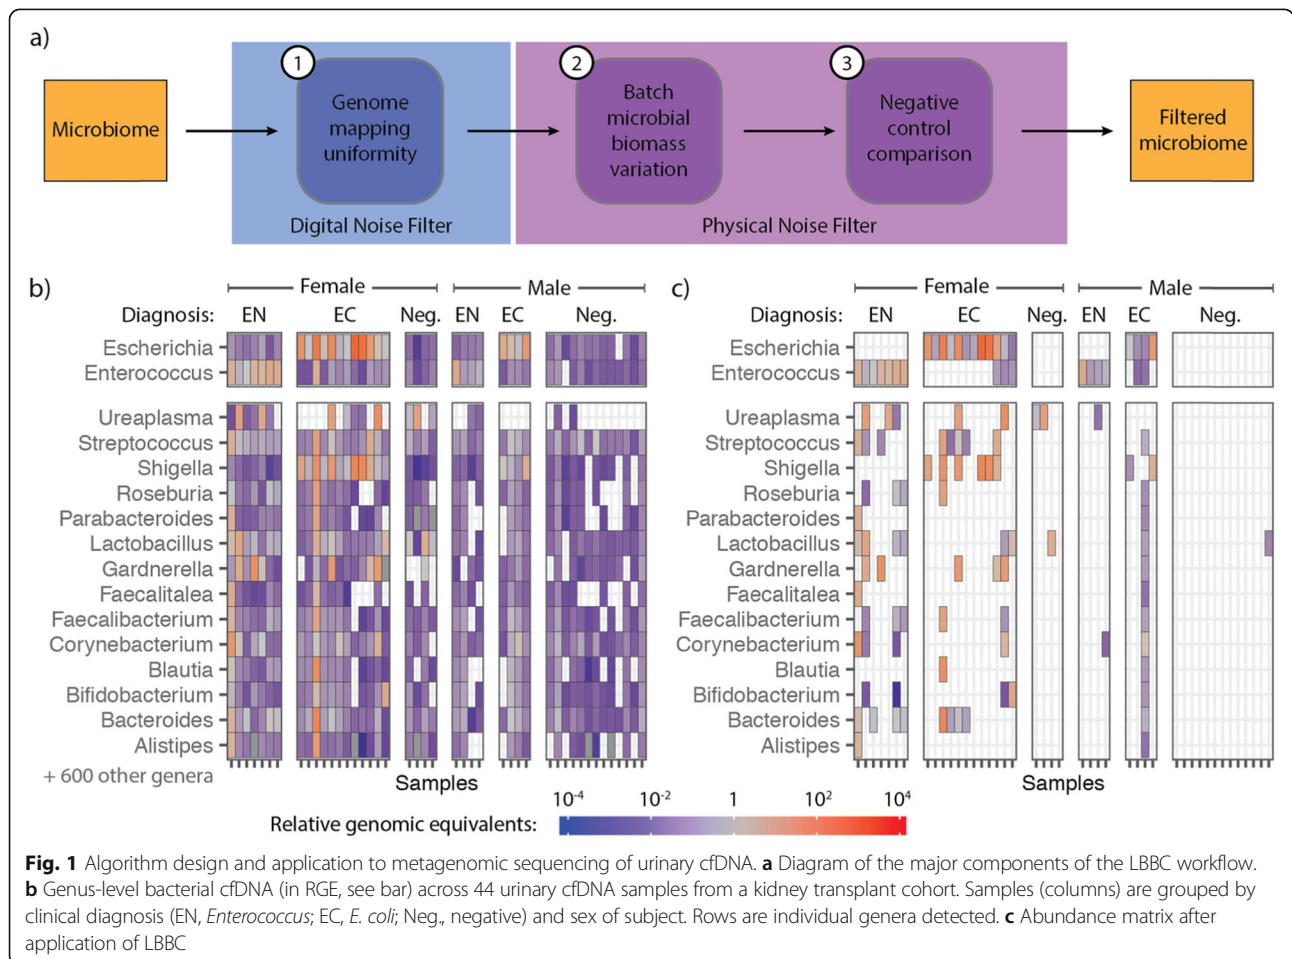 a)
1
2
3
Microbiome
Genome
mapping
uniformity
Batch
microbial
biomass
variation
Negative
control
comparison
Filtered
microbiome
Digital Noise Filter
Physical Noise Filter
b)
Female
Male
Diagnosis:
EN
EC
Neg.
EN
EC
Neg.
Escherichia
Enterococcus
Ureaplasma
Streptococcus
Shigella
Roseburia
Parabacteroides
Lactobacillus
Gardnerella
Faecalitalea
Faecalibacterium
Corynebacterium
Blautia
Bifidobacterium
Bacteroides
Alistipes
+ 600 other genera
Samples
c)
Female
Male
Diagnosis:
EN
EC
Neg.
EN
EC
Neg.
Escherichia
Enterococcus
Ureaplasma
Streptococcus
Shigella
Roseburia
Parabacteroides
Lactobacillus
Gardnerella
Faecalitalea
Faecalibacterium
Corynebacterium
Blautia
Bifidobacterium
Bacteroides
Alistipes
Samples
Relative genomic equivalents:
10⁻⁴ 10⁻² 1 10² 10⁴
Fig. 1 Algorithm design and application to metagenomic sequencing of urinary cfDNA. a Diagram of the major components of the LBBC workflow.
b Genus-level bacterial cfDNA (in RGE, see bar) across 44 urinary cfDNA samples from a kidney transplant cohort. Samples (columns) are grouped by
clinical diagnosis (EN, Enterococcus; EC, E. coli; Neg., negative) and sex of subject. Rows are individual genera detected. c Abundance matrix after
application of LBBC